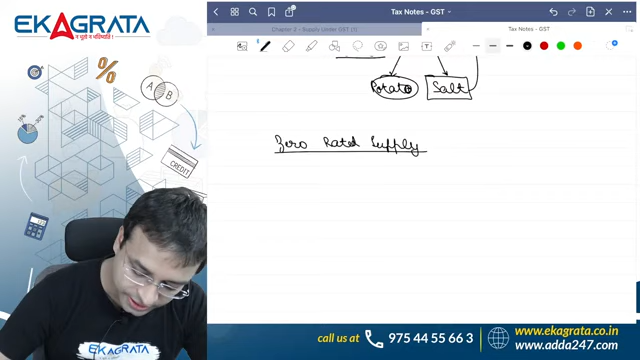 EKAGRATA
Tax Notes - GST
Chapter 2 – Supply Under GST (1)
Tax Notes - GST
Potato
Salt
Zero Rated Supply
A
B
CREDIT
EKAGRATA
call us at
975 44 55 66 3
www.ekagrata.co.in
www.adda247.com